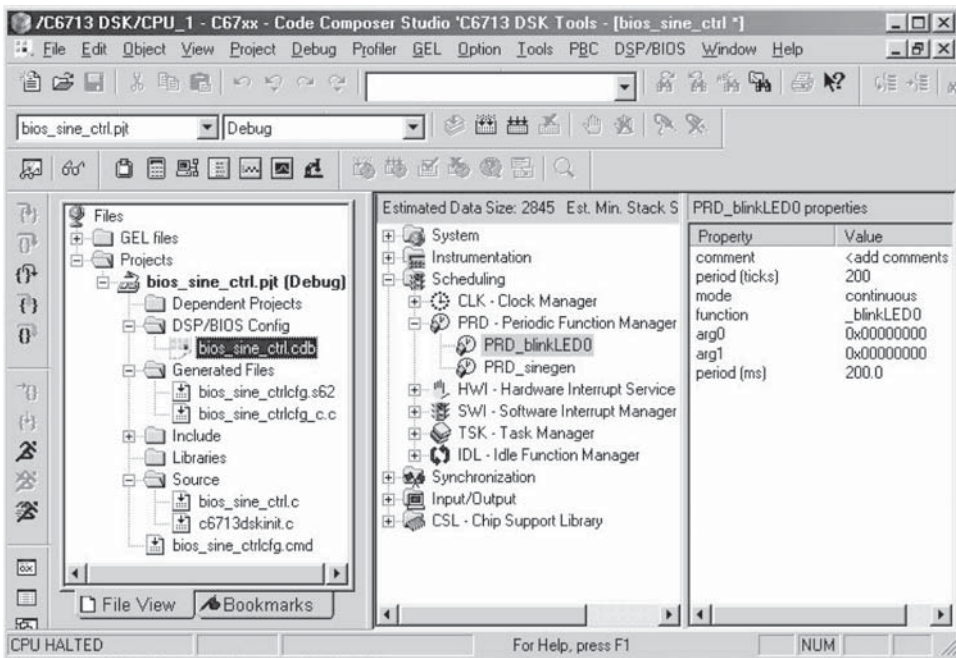 /C6713 DSK/CPU_1 - C67xx - Code Composer Studio 'C6713 DSK Tools - [bios_sine_ctrl *]
File Edit Object View Project Debug Profiler GEL Option Tools PBC DSP/BIOS Window Help
bios_sine_ctrl.pjt Debug
Files
GEL files
Projects
bios_sine_ctrl.pjt (Debug)
Dependent Projects
DSP/BIOS Config
bios_sine_ctrl.cdb
Generated Files
bios_sine_ctrlcfg.s62
bios_sine_ctrlcfg_c.c
Include
Libraries
Source
bios_sine_ctrl.c
c6713dskinit.c
bios_sine_ctrlcfg.cmd
File View Bookmarks
Estimated Data Size: 2845 Est. Min. Stack S
System
Instrumentation
Scheduling
CLK - Clock Manager
PRD - Periodic Function Manager
PRD_blinkLED0
PRD_sinegen
HWI - Hardware Interrupt Service
SWI - Software Interrupt Manager
TSK - Task Manager
IDL - Idle Function Manager
Synchronization
Input/Output
CSL - Chip Support Library
PRD_blinkLED0 properties
Property Value
comment <add comments
period (ticks) 200
mode continuous
function _blinkLED0
arg0 0x00000000
arg1 0x00000000
period (ms) 200.0
CPU HALTED For Help, press F1 NUM